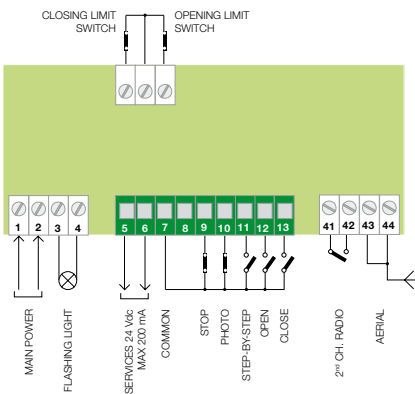 CLOSING LIMIT
SWITCH
OPENING LIMIT
SWITCH
1 2 3 4
5 6 7 8 9 10 11 12 13
41 42 43 44
MAIN POWER
FLASHING LIGHT
SERVICES 24 Vdc
MAX 200 mA
COMMON
STOP
PHOTO
STEP-BY-STEP
OPEN
CLOSE
2nd CH. RADIO
AERIAL